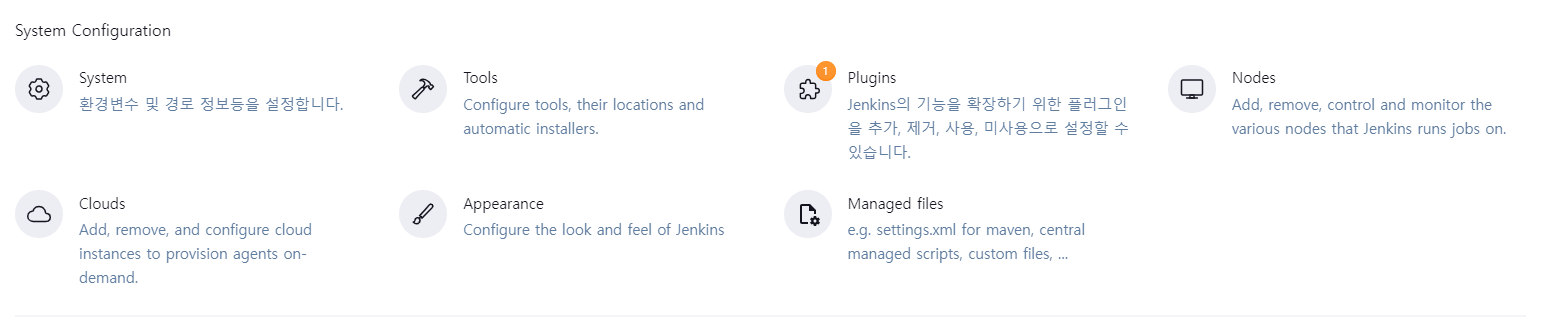 System Configuration
System
환경변수 및 경로 정보등을 설정합니다.
Tools
Configure tools, their locations and
automatic installers.
1
Plugins
Jenkins의 기능을 확장하기 위한 플러그인
을 추가, 제거, 사용, 미사용으로 설정할 수
있습니다.
Nodes
Add, remove, control and monitor the
various nodes that Jenkins runs jobs on.
Clouds
Add, remove, and configure cloud
instances to provision agents on-
demand.
Appearance
Configure the look and feel of Jenkins
Managed files
e.g. settings.xml for maven, central
managed scripts, custom files, ...